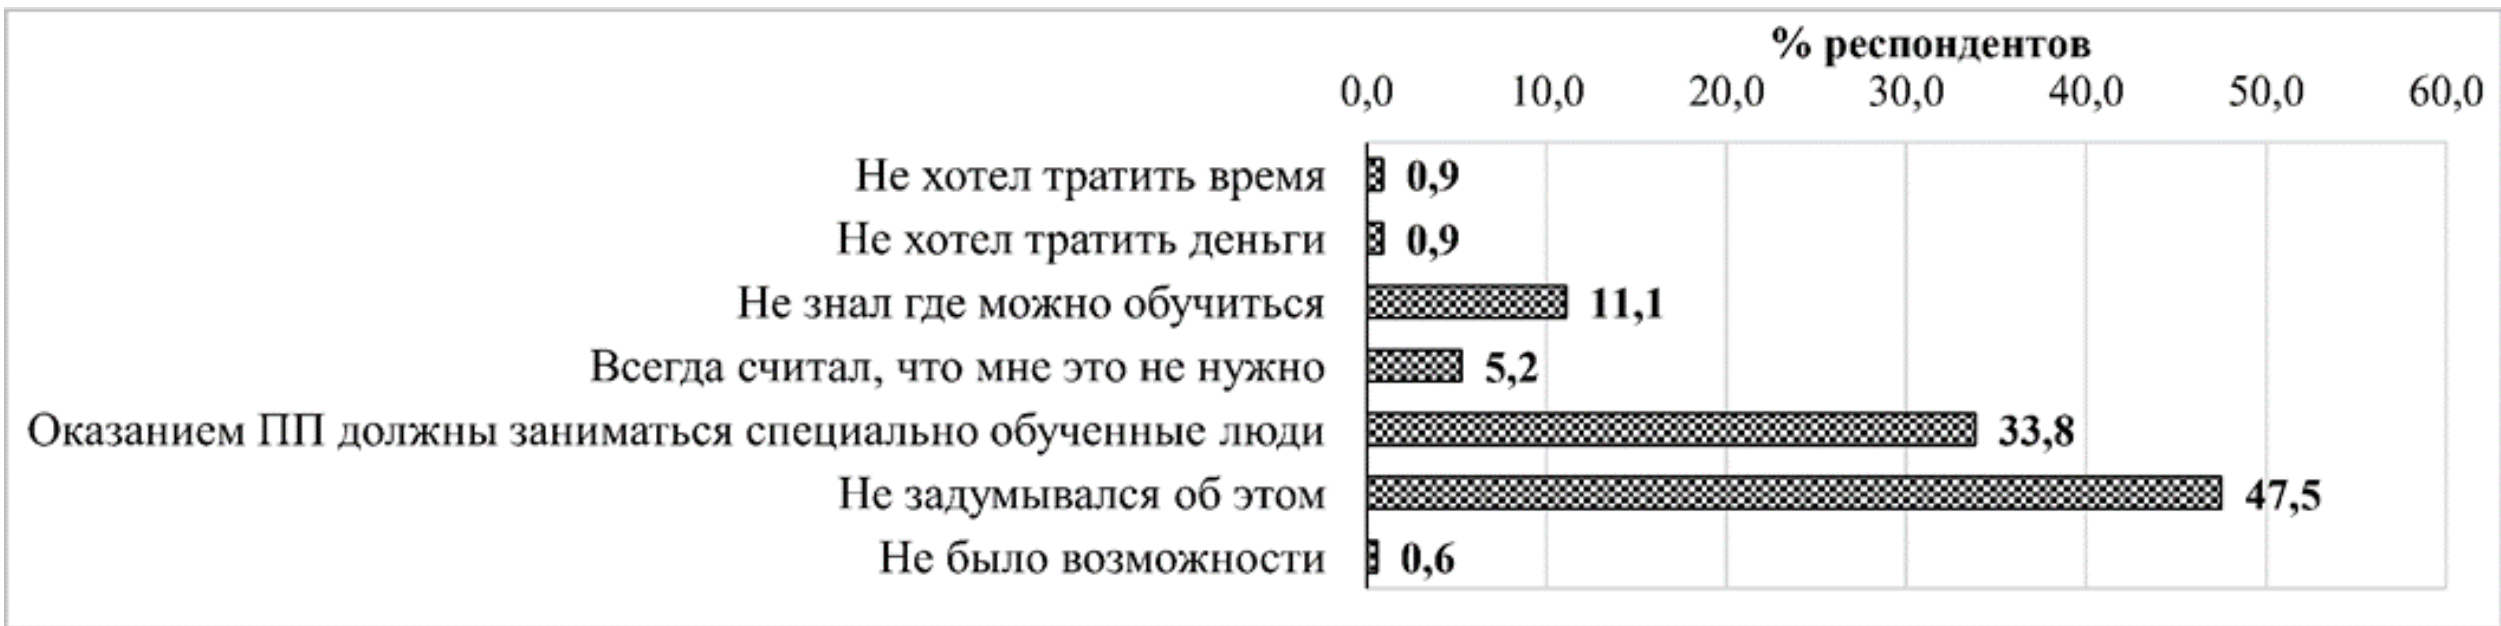 % респондентов
0,0 10,0 20,0 30,0 40,0 50,0 60,0
Не хотел тратить время 0,9
Не хотел тратить деньги 0,9
Не знал где можно обучиться 11,1
Всегда считал, что мне это не нужно 5,2
Оказанием ПП должны заниматься специально обученные люди 33,8
Не задумывался об этом 47,5
Не было возможности 0,6